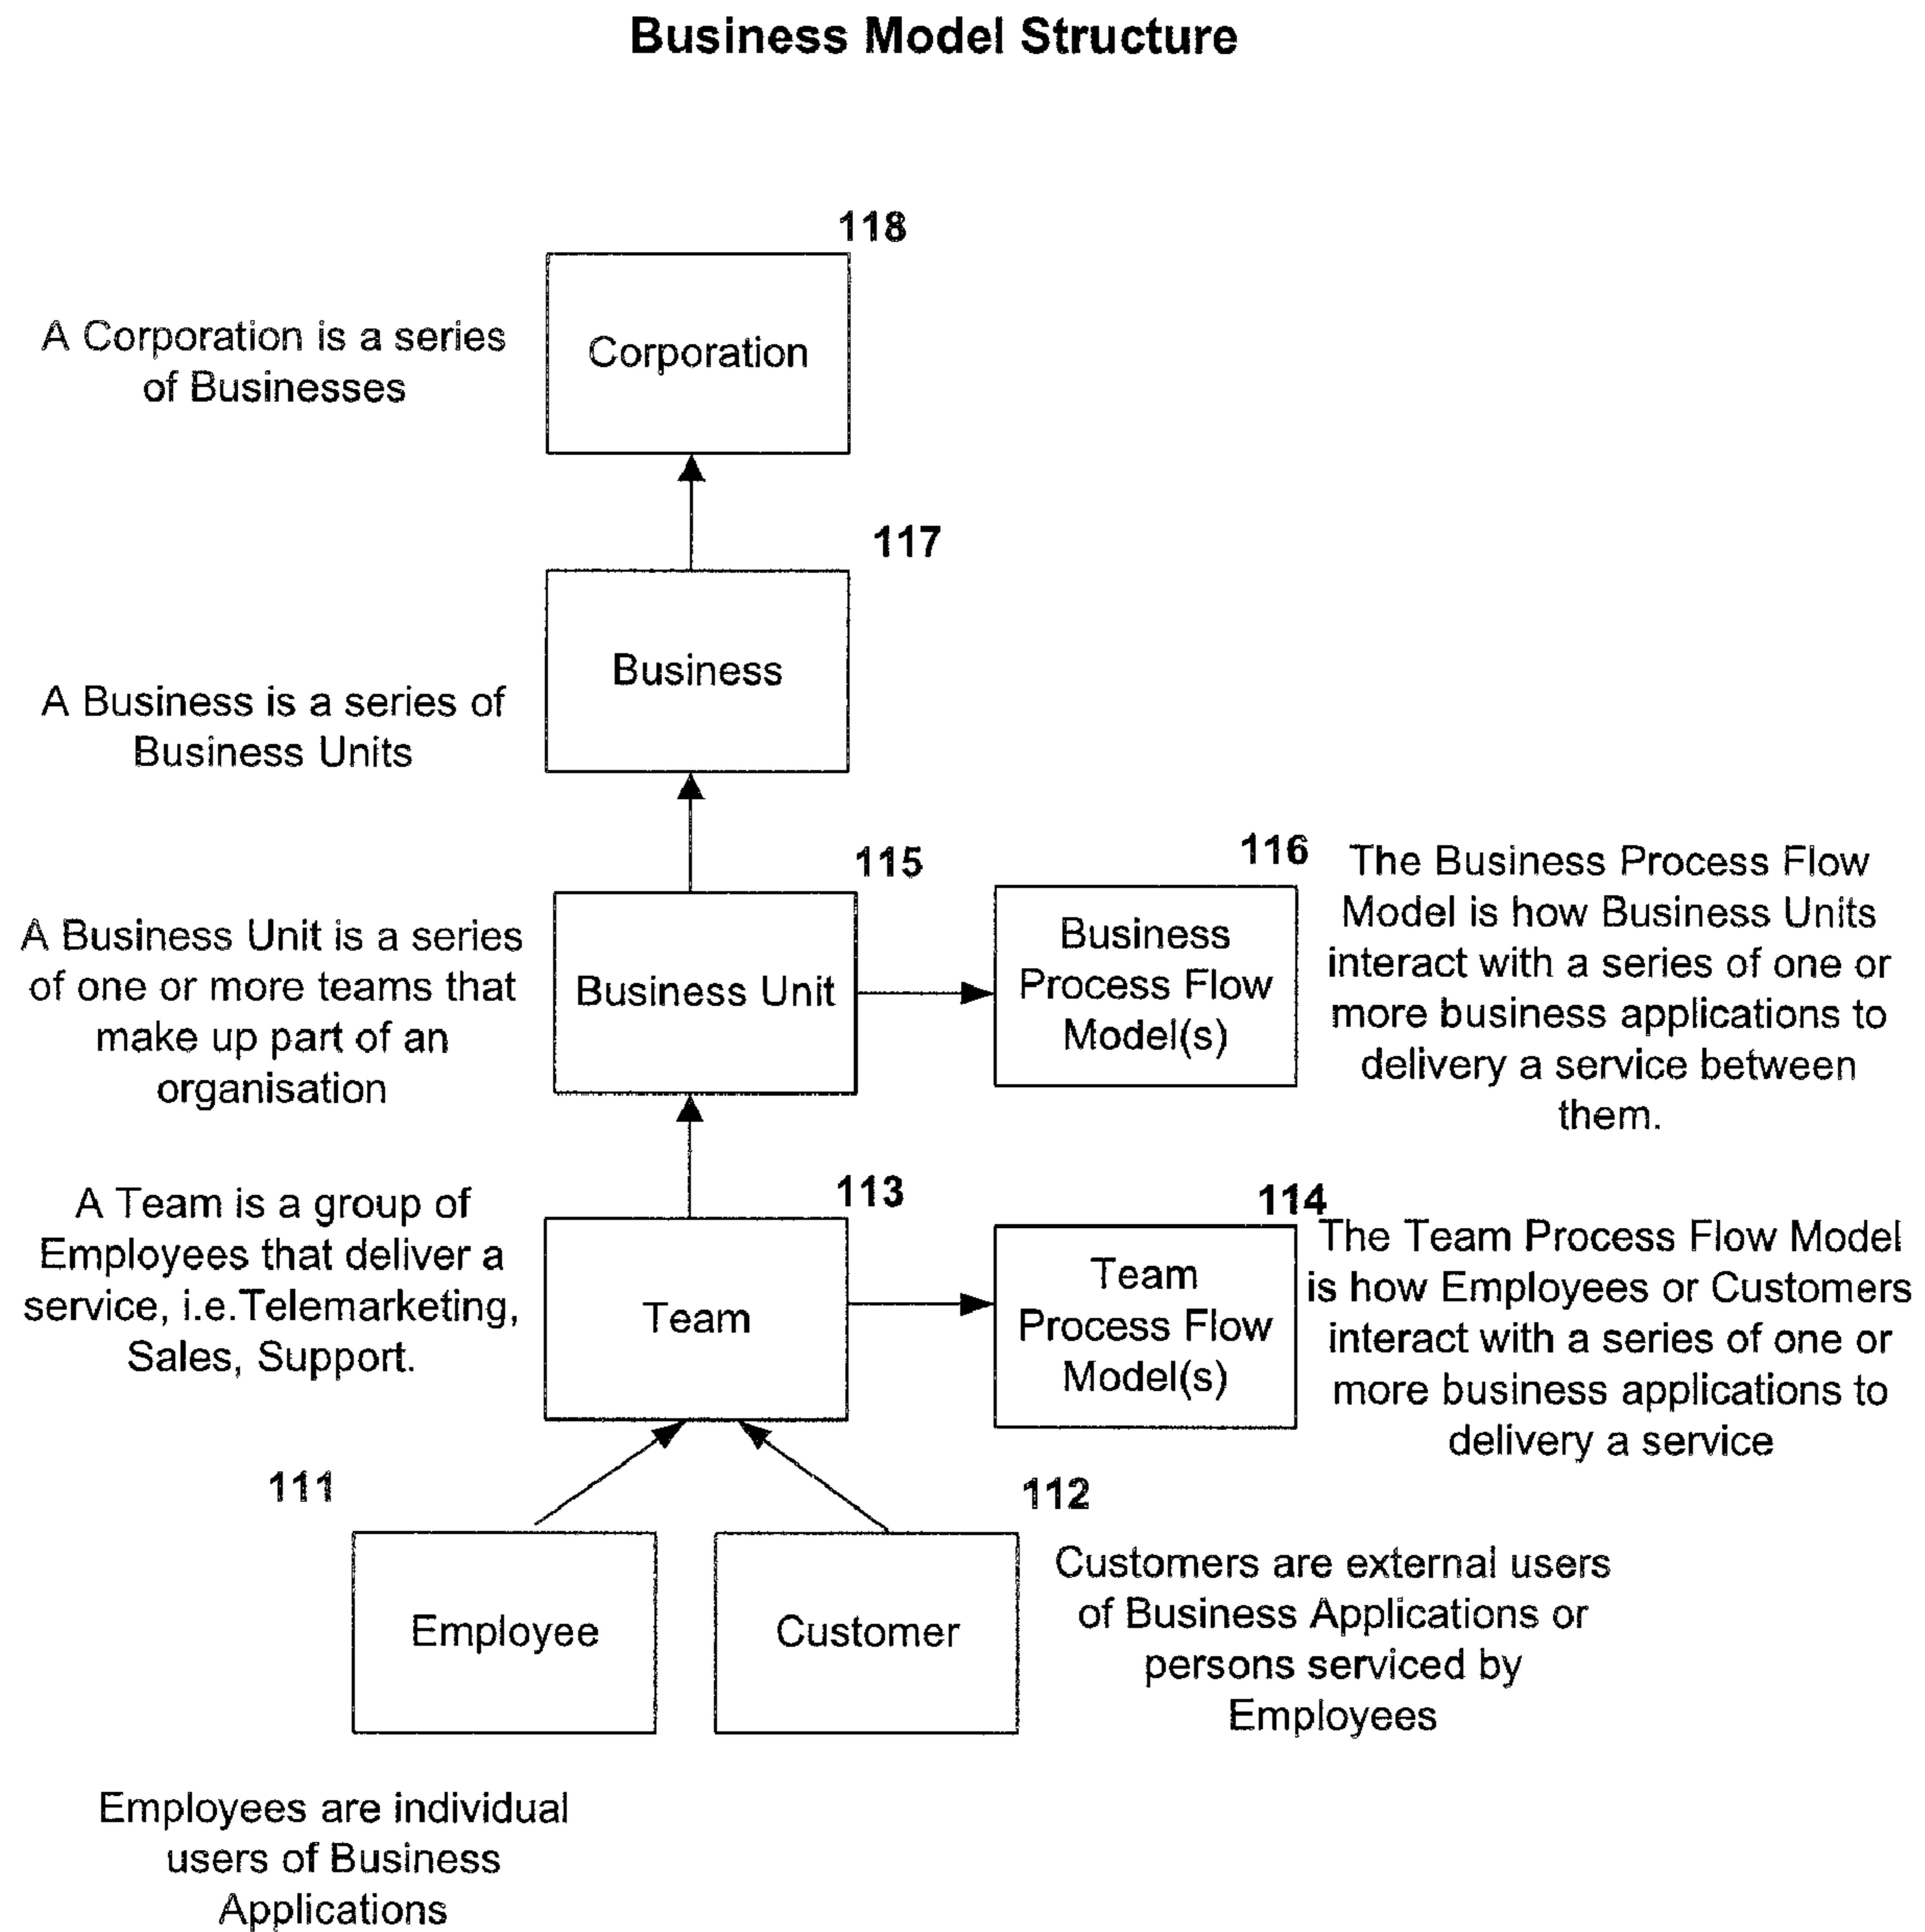 Business Model Structure
118
A Corporation is a series
of Businesses
Corporation
117
Business
A Business is a series of
Business Units
115
116
A Business Unit is a series
of one or more teams that
make up part of an
organisation
Business Unit
Business
Process Flow
Model(s)
The Business Process Flow
Model is how Business Units
interact with a series of one or
more business applications to
delivery a service between
them.
113
114
A Team is a group of
Employees that deliver a
service, i.e.Telemarketing,
Sales, Support.
Team
Team
Process Flow
Model(s)
The Team Process Flow Model
is how Employees or Customers
interact with a series of one or
more business applications to
delivery a service
111
112
Employee
Customer
Customers are external users
of Business Applications or
persons serviced by
Employees
Employees are individual
users of Business
Applications